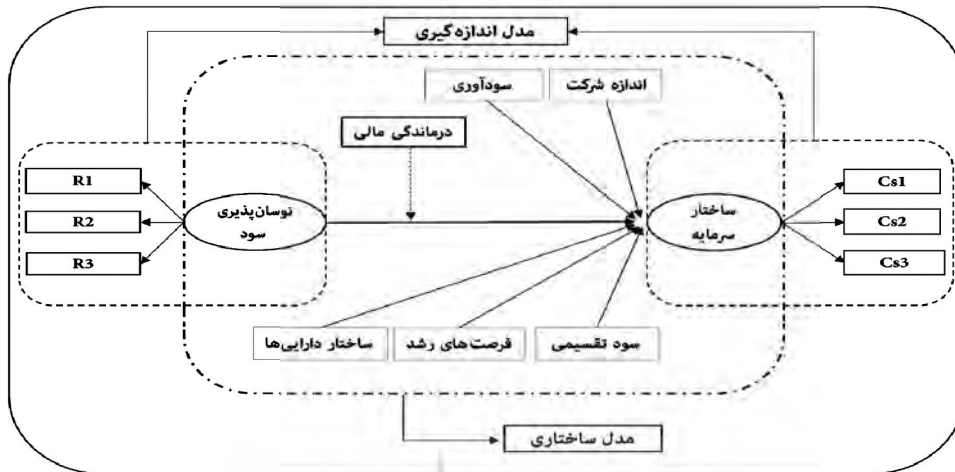 مدل اندازه‌گیری
اندازه شرکت
سودآوری
درماندگی مالی
R1
R2
R3
نوسان‌پذیری
سود
ساختار
سرمایه
Cs1
Cs2
Cs3
سود تقسیمی
فرصت‌های رشد
ساختار دارایی‌ها
مدل ساختاری